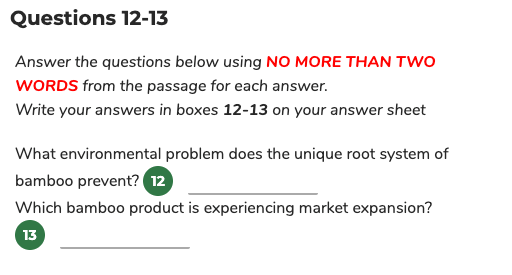 Questions 12-13
Answer the questions below using NO MORE THAN TWO
WORDS from the passage for each answer.
Write your answers in boxes 12-13 on your answer sheet
What environmental problem does the unique root system of
bamboo prevent? 12
Which bamboo product is experiencing market expansion?
13